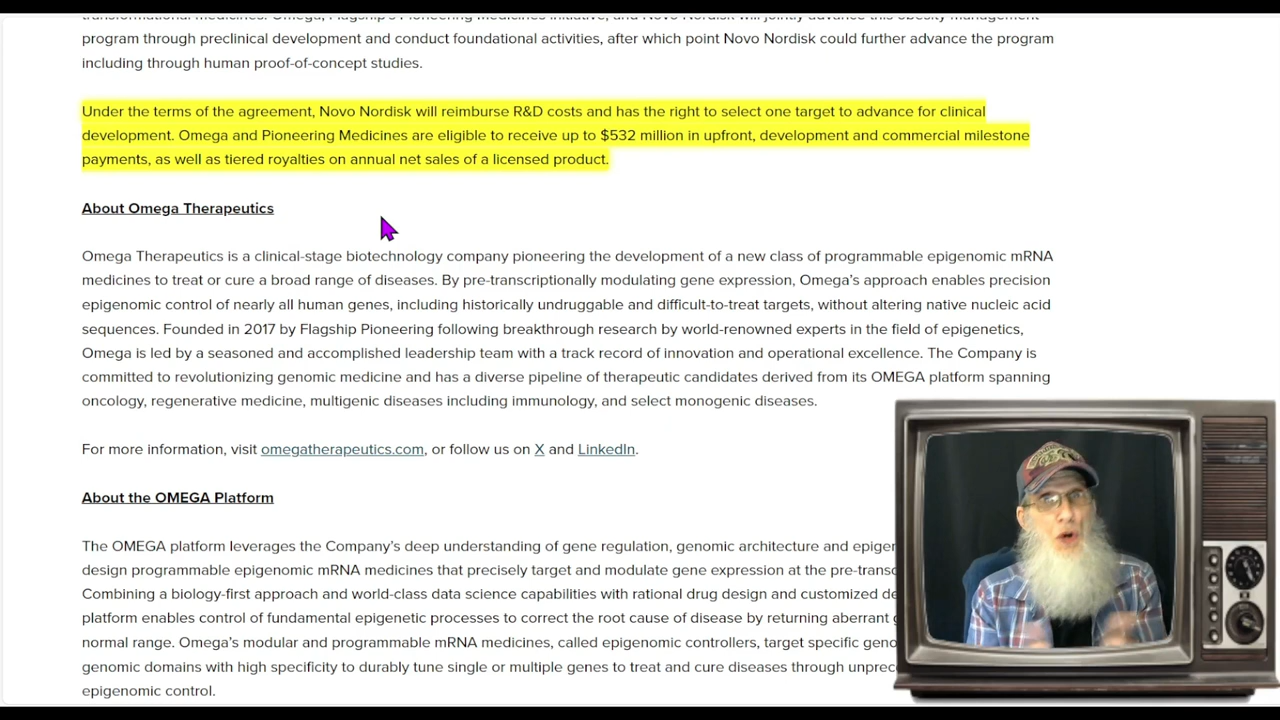 transformational medicines. Omega, Flagship's Pioneering Medicines initiative, and Novo Nordisk will jointly advance this obesity management
program through preclinical development and conduct foundational activities, after which point Novo Nordisk could further advance the program
including through human proof-of-concept studies.
Under the terms of the agreement, Novo Nordisk will reimburse R&D costs and has the right to select one target to advance for clinical
development. Omega and Pioneering Medicines are eligible to receive up to $532 million in upfront, development and commercial milestone
payments, as well as tiered royalties on annual net sales of a licensed product.
About Omega Therapeutics
Omega Therapeutics is a clinical-stage biotechnology company pioneering the development of a new class of programmable epigenomic mRNA
medicines to treat or cure a broad range of diseases. By pre-transcriptionally modulating gene expression, Omega's approach enables precision
epigenomic control of nearly all human genes, including historically undruggable and difficult-to-treat targets, without altering native nucleic acid
sequences. Founded in 2017 by Flagship Pioneering following breakthrough research by world-renowned experts in the field of epigenetics,
Omega is led by a seasoned and accomplished leadership team with a track record of innovation and operational excellence. The Company is
committed to revolutionizing genomic medicine and has a diverse pipeline of therapeutic candidates derived from its OMEGA platform spanning
oncology, regenerative medicine, multigenic diseases including immunology, and select monogenic diseases.
For more information, visit omegatherapeutics.com, or follow us on X and LinkedIn.
About the OMEGA Platform
The OMEGA platform leverages the Company's deep understanding of gene regulation, genomic architecture and
design programmable epigenomic mRNA medicines that precisely target and modulate gene expression at the
Combining a biology-first approach and world-class data science capabilities with rational drug design and customized
platform enables control of fundamental epigenetic processes to correct the root cause of disease by returning aberrant
normal range. Omega's modular and programmable mRNA medicines, called epigenomic controllers, target specific
genomic domains with high specificity to durably tune single or multiple genes to treat and cure diseases through
epigenomic control.